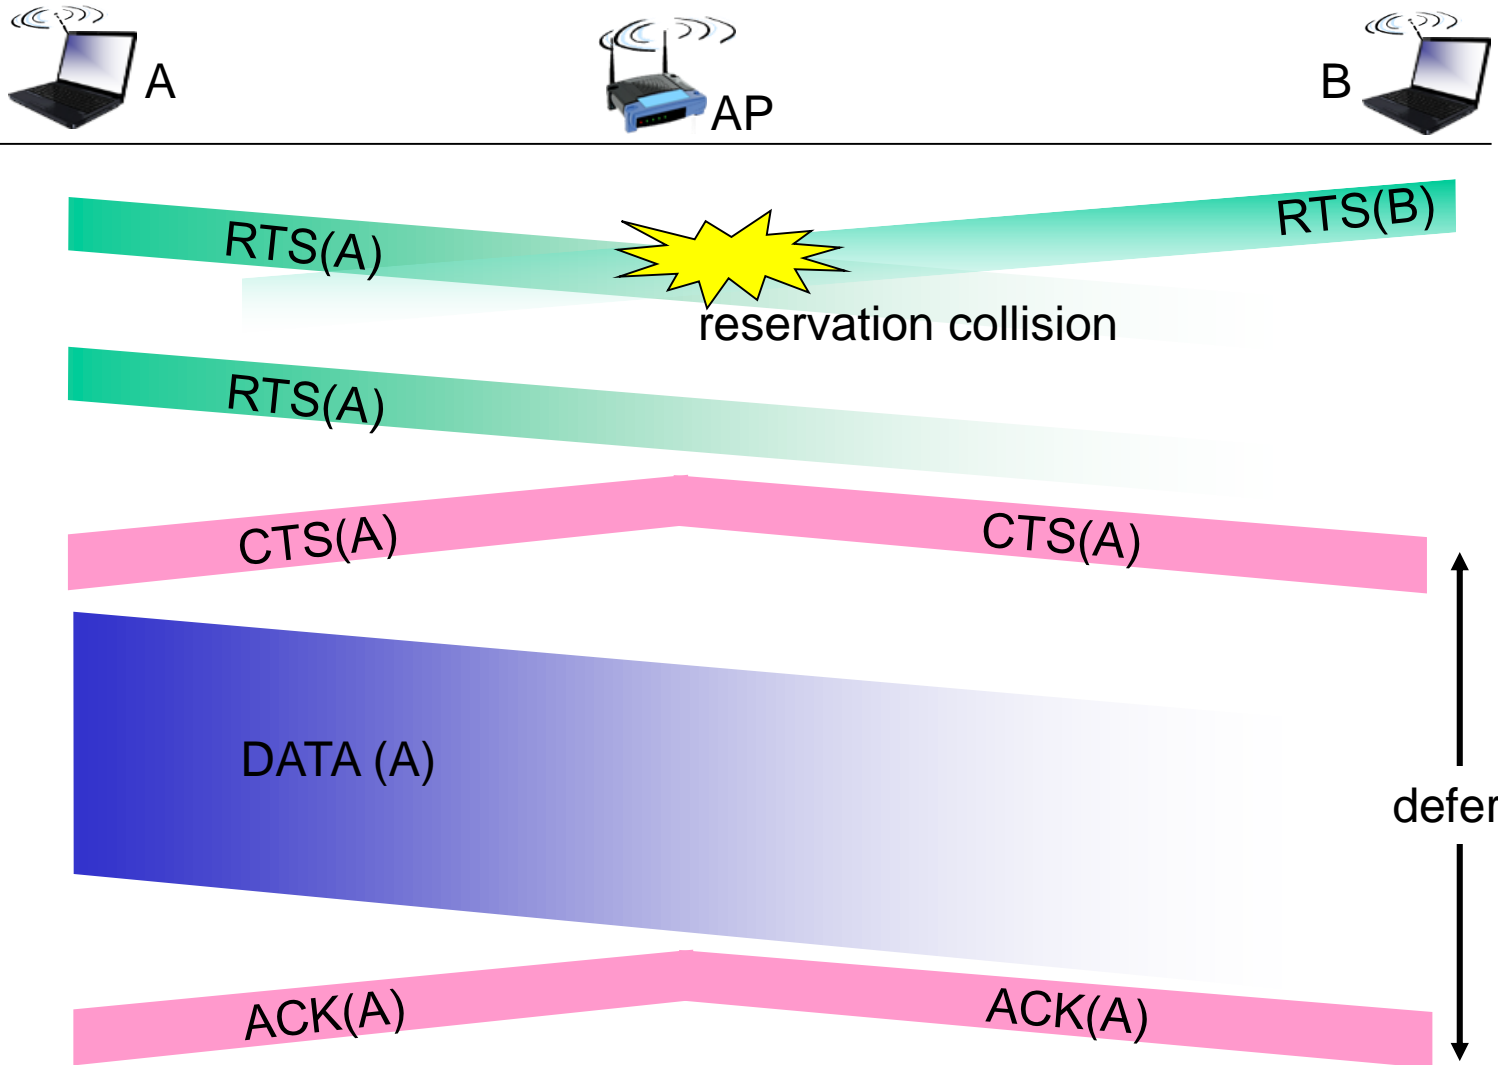 A
AP
B
RTS(A)
RTS(B)
reservation collision
RTS(A)
CTS(A)
CTS(A)
DATA (A)
defer
ACK(A)
ACK(A)